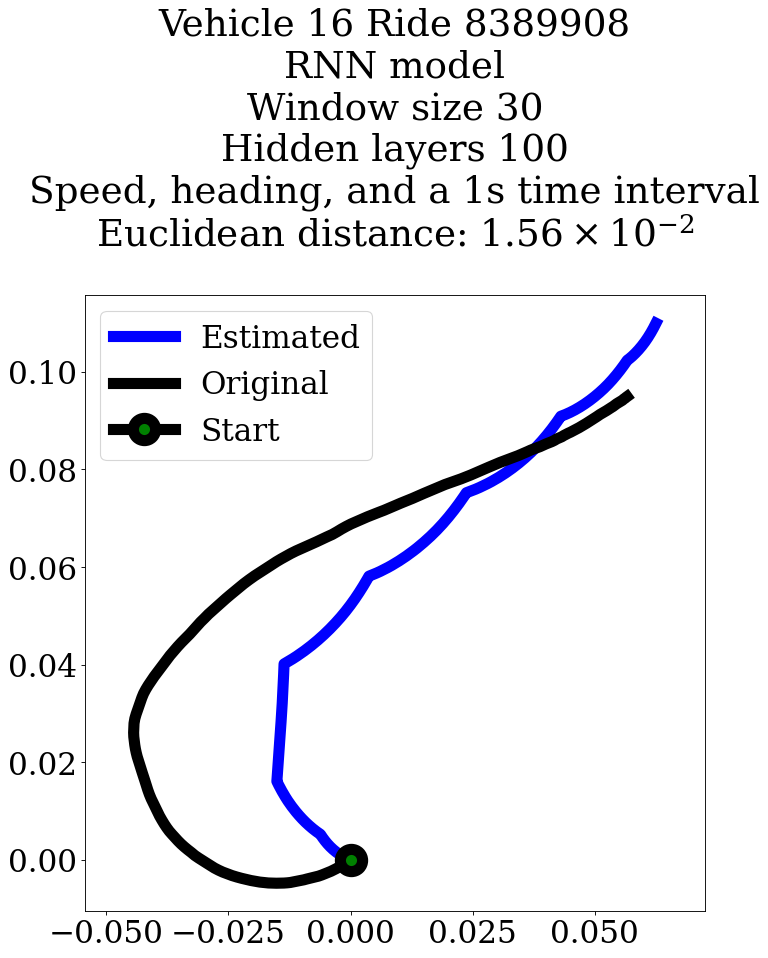 Vehicle 16 Ride 8389908
RNN model
Window size 30
Hidden layers 100
Speed, heading, and a 1s time interval
Euclidean distance: 1.56 × 10⁻²
Estimated
Original
Start
0.10
0.08
0.06
0.04
0.02
0.00
−0.050 −0.025 0.000 0.025 0.050